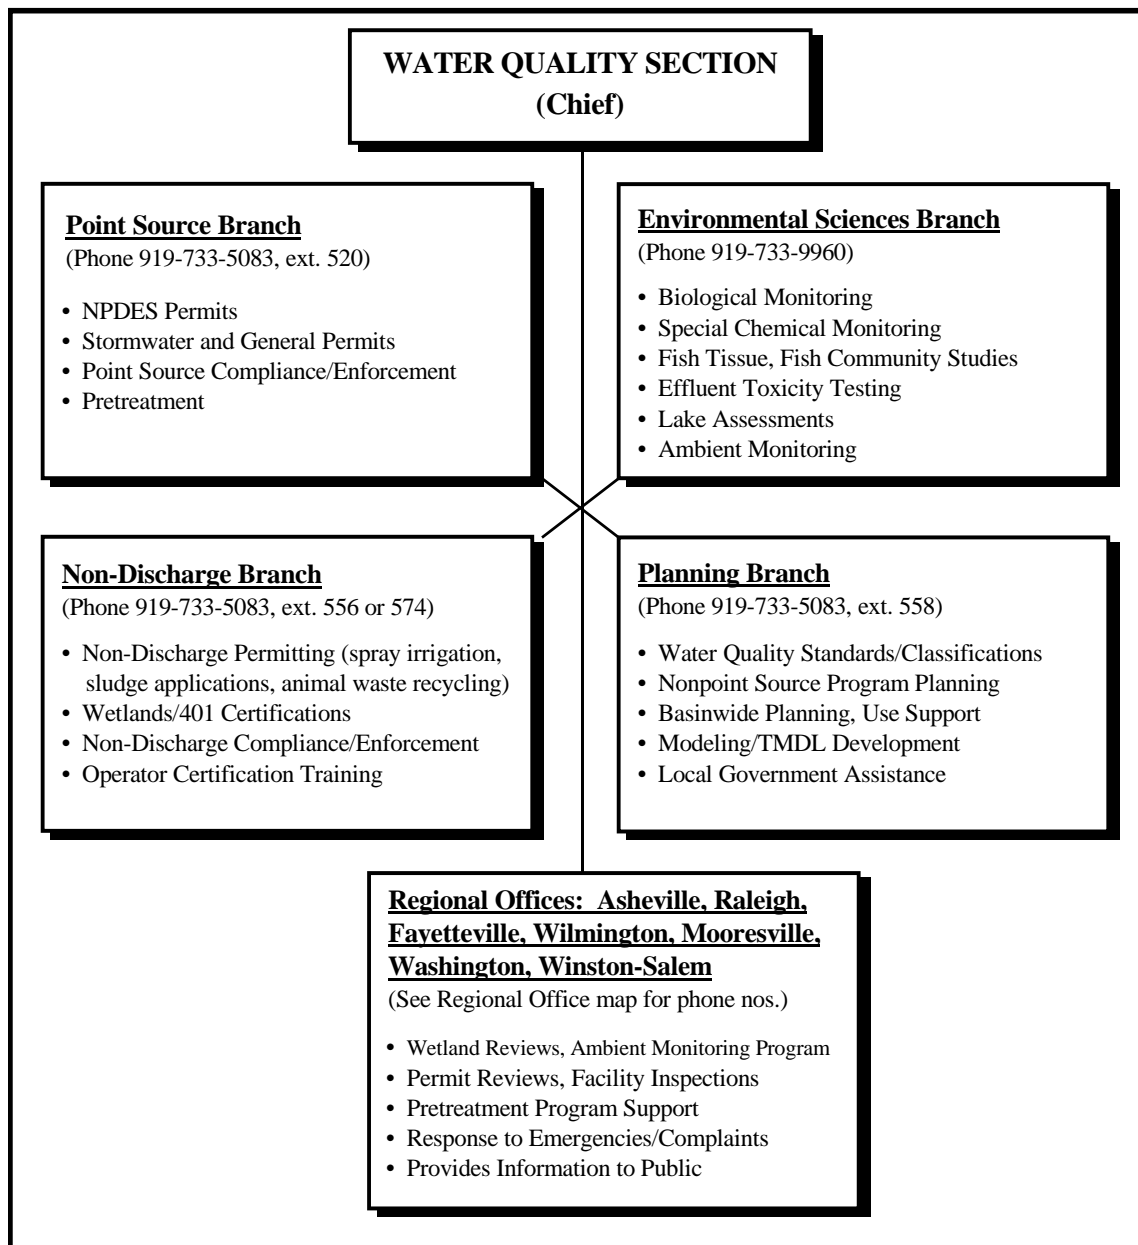 WATER QUALITY SECTION
(Chief)
Point Source Branch
(Phone 919-733-5083, ext. 520)
• NPDES Permits
• Stormwater and General Permits
• Point Source Compliance/Enforcement
• Pretreatment
Environmental Sciences Branch
(Phone 919-733-9960)
• Biological Monitoring
• Special Chemical Monitoring
• Fish Tissue, Fish Community Studies
• Effluent Toxicity Testing
• Lake Assessments
• Ambient Monitoring
Non-Discharge Branch
(Phone 919-733-5083, ext. 556 or 574)
• Non-Discharge Permitting (spray irrigation,
sludge applications, animal waste recycling)
• Wetlands/401 Certifications
• Non-Discharge Compliance/Enforcement
• Operator Certification Training
Planning Branch
(Phone 919-733-5083, ext. 558)
• Water Quality Standards/Classifications
• Nonpoint Source Program Planning
• Basinwide Planning, Use Support
• Modeling/TMDL Development
• Local Government Assistance
Regional Offices: Asheville, Raleigh,
Fayetteville, Wilmington, Mooresville,
Washington, Winston-Salem
(See Regional Office map for phone nos.)
• Wetland Reviews, Ambient Monitoring Program
• Permit Reviews, Facility Inspections
• Pretreatment Program Support
• Response to Emergencies/Complaints
• Provides Information to Public